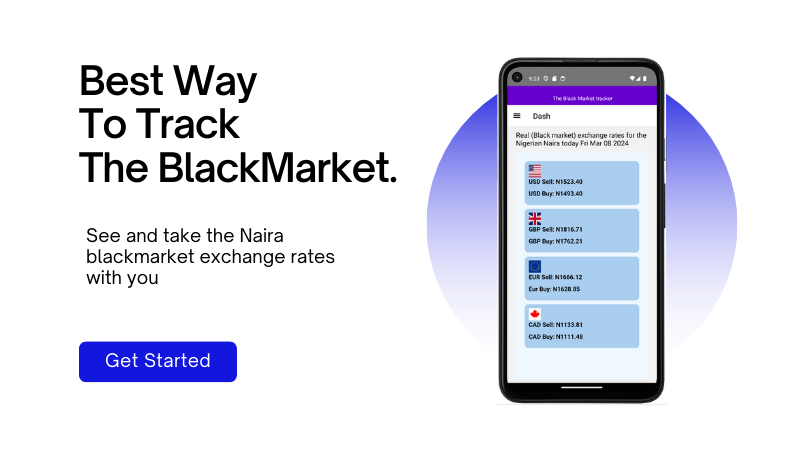 Best Way
To Track
The BlackMarket.
See and take the Naira
blackmarket exchange rates
with you
Get Started
9:23
The Black Market tracker
Dash
Real (Black market) exchange rates for the
Nigerian Naira today Fri Mar 08 2024
USD Sell: N1523.40
USD Buy: N1493.40
GBP Sell: N1816.71
GBP Buy: N1762.21
EUR Sell: N1666.12
Eur Buy: N1628.05
CAD Sell: N1133.81
CAD Buy: N1111.48